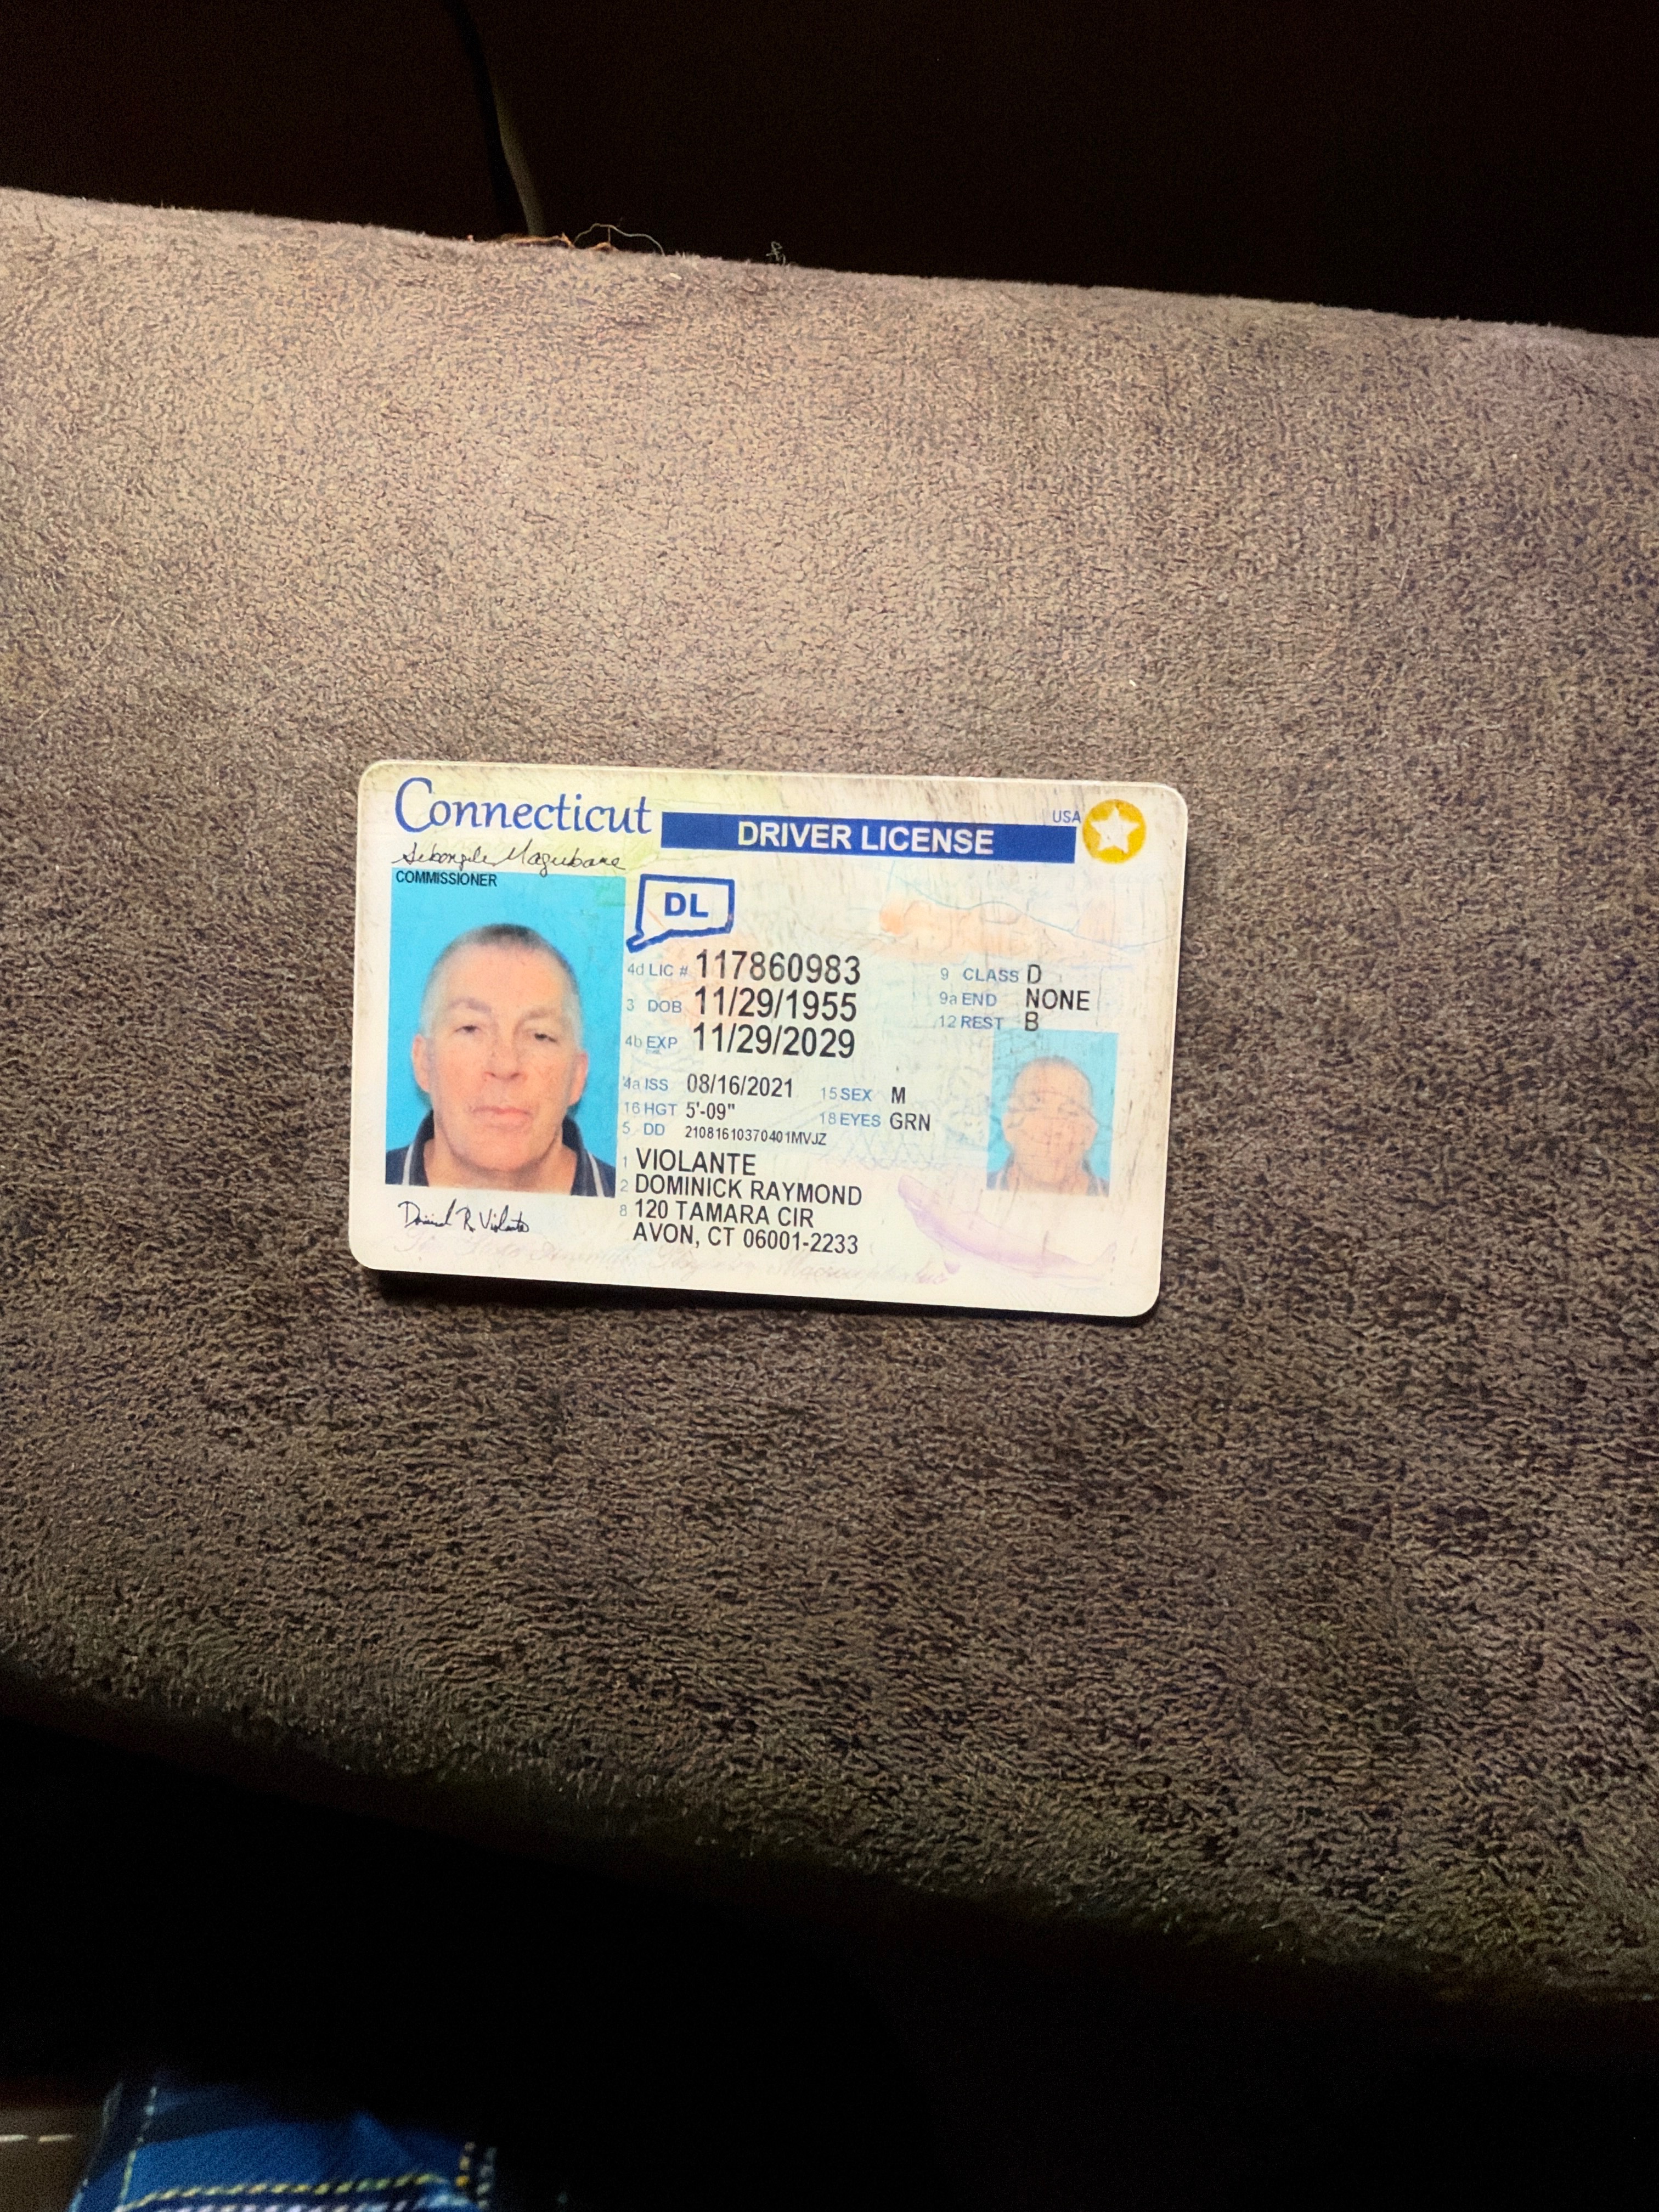 Connecticut
DRIVER LICENSE
USA
COMMISSIONER
DL
4d LIC # 117860983
9 CLASS D
3 DOB 11/29/1955
9a END NONE
4b EXP 11/29/2029
12 REST B
4a ISS 08/16/2021
15 SEX M
16 HGT 5'-09"
18 EYES GRN
5 DD 21081610370401MVJZ
1 VIOLANTE
2 DOMINICK RAYMOND
8 120 TAMARA CIR
AVON, CT 06001-2233